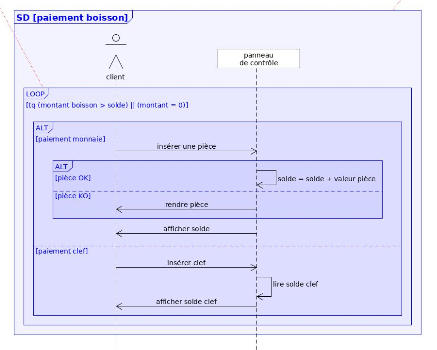 SD [paiement boisson]
client
panneau
de contrôle
LOOP
[(tq (montant boisson > solde) || (montant = 0)]
ALT
[paiement monnaie]
insérer une pièce
ALT
[pièce OK]
solde = solde + valeur pièce
[pièce KO]
rendre pièce
afficher solde
[paiement clef]
insérer clef
lire solde clef
afficher solde clef